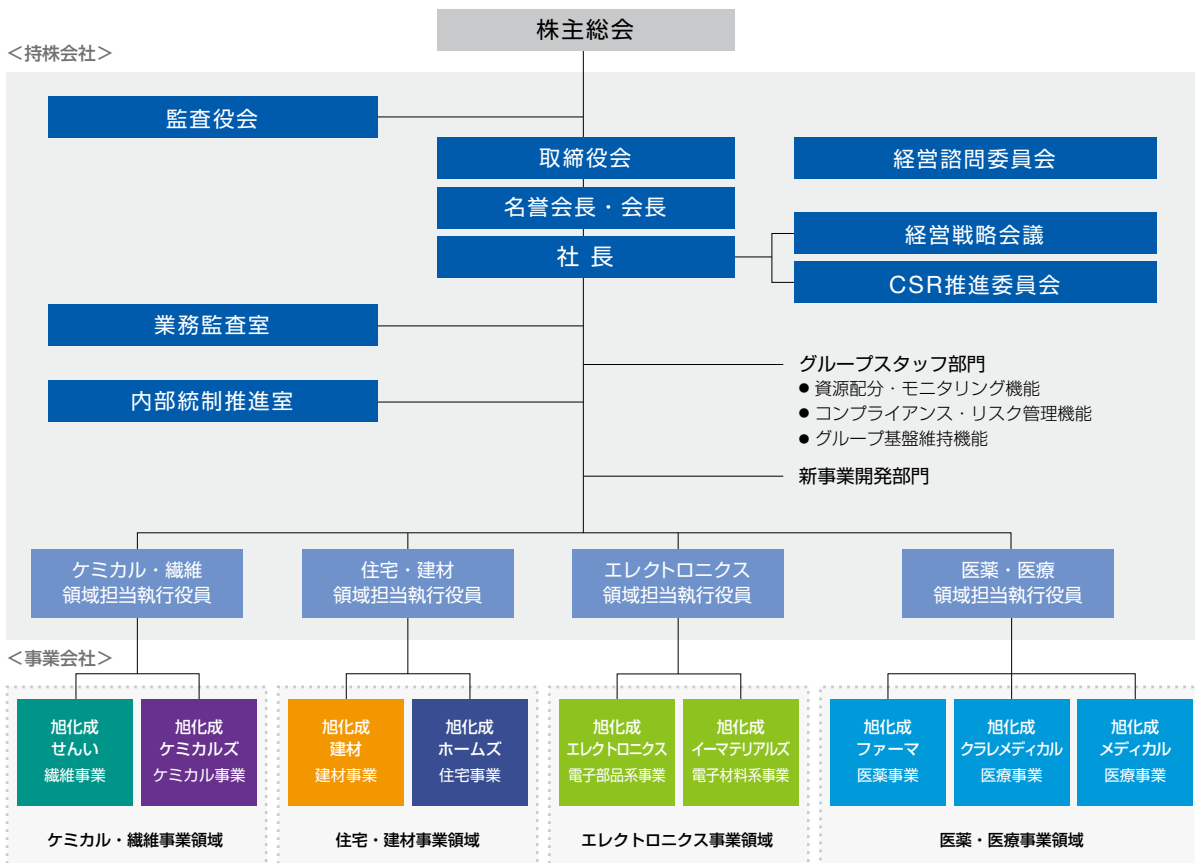 株主総会
＜持株会社＞
監査役会
取締役会
経営諮問委員会
名誉会長・会長
経営戦略会議
社 長
CSR推進委員会
業務監査室
グループスタッフ部門
● 資源配分・モニタリング機能
内部統制推進室
● コンプライアンス・リスク管理機能
● グループ基盤維持機能
新事業開発部門
ケミカル・繊維
領域担当執行役員
住宅・建材
領域担当執行役員
エレクトロニクス
領域担当執行役員
医薬・医療
領域担当執行役員
＜事業会社＞
旭化成
せんい
繊維事業
旭化成
ケミカルズ
ケミカル事業
旭化成
建材
建材事業
旭化成
ホームズ
住宅事業
旭化成
エレクトロニクス
電子部品系事業
旭化成
イーマテリアルズ
電子材料系事業
旭化成
ファーマ
医薬事業
旭化成
クラレメディカル
医療事業
旭化成
メディカル
医療事業
ケミカル・繊維事業領域
住宅・建材事業領域
エレクトロニクス事業領域
医薬・医療事業領域